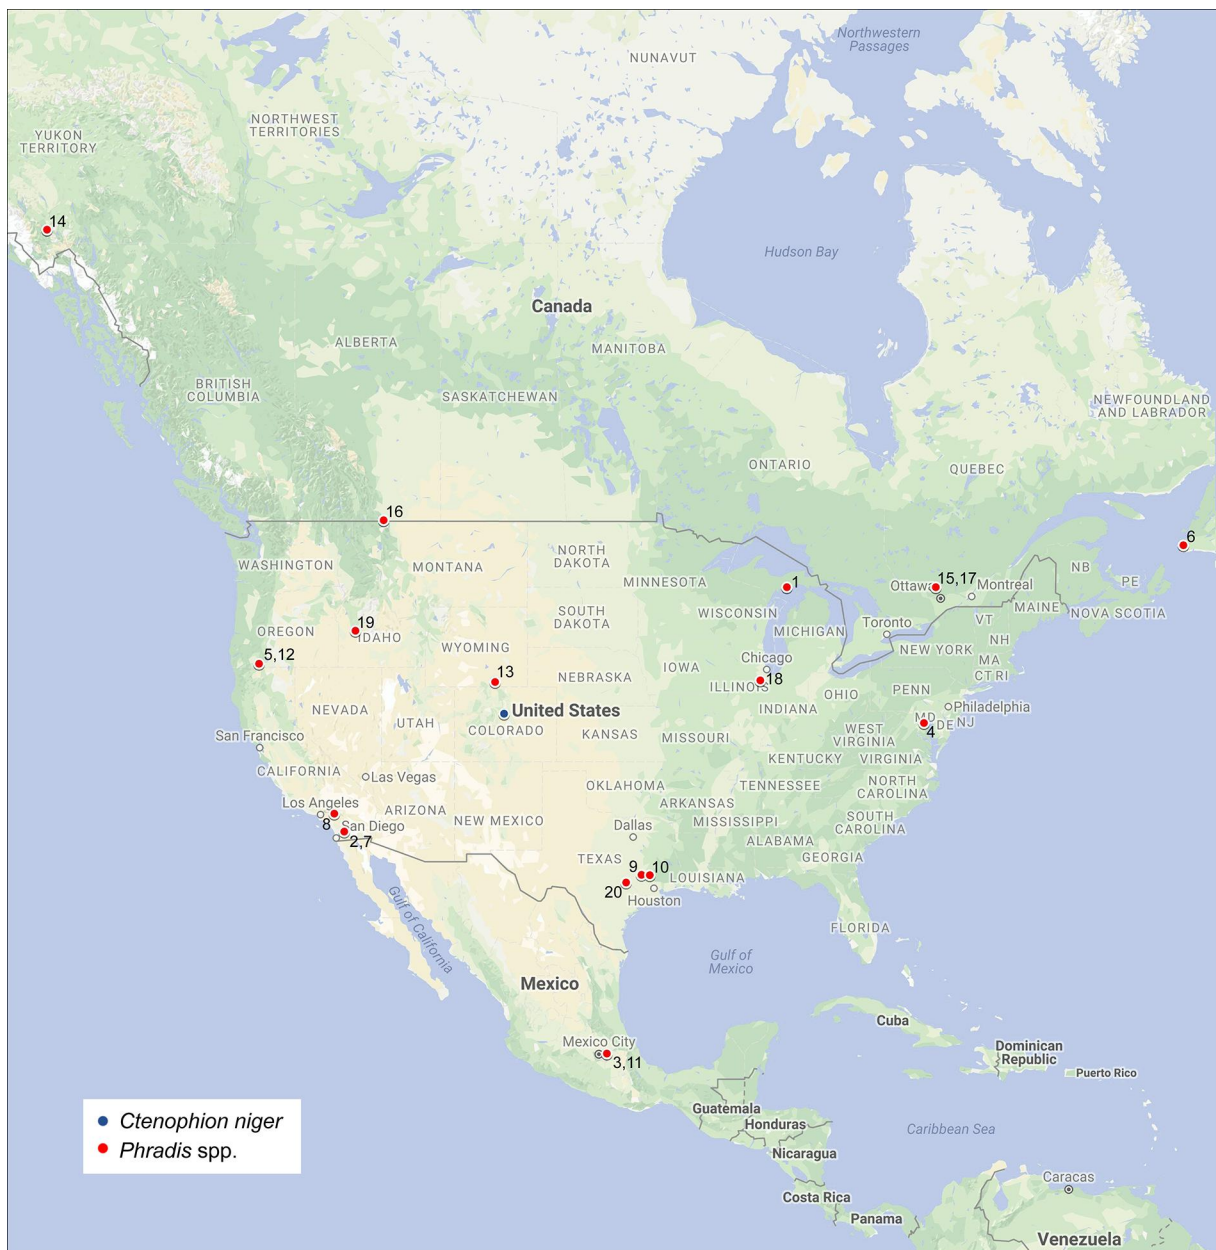 Northwestern
Passages
NUNAVUT
NORTHWEST
TERRITORIES
YUKON
TERRITORY
14
Hudson Bay
Canada
ALBERTA
MANITOBA
BRITISH
COLUMBIA
SASKATCHEWAN
NEWFOUNDLAND
AND LABRADOR
ONTARIO
QUEBEC
16
6
WASHINGTON
MONTANA
NORTH
DAKOTA
MINNESOTA
1
Ottawa
15,17
Montreal
NB
PE
MAINE
NOVA SCOTIA
SOUTH
DAKOTA
WISCONSIN
MICHIGAN
Toronto
VT
NH
OREGON
19
IDAHO
WYOMING
NEW YORK
MA
CT RI
5,12
13
NEBRASKA
IOWA
Chicago
18
ILLINOIS
INDIANA
OHIO
PENN
Philadelphia
NEVADA
UTAH
United States
COLORADO
KANSAS
MISSOURI
WEST
VIRGINIA
MD
DE
NJ
4
San Francisco
KENTUCKY
VIRGINIA
CALIFORNIA
Las Vegas
OKLAHOMA
TENNESSEE
NORTH
CAROLINA
Los Angeles
ARIZONA
NEW MEXICO
ARKANSAS
MISSISSIPPI
SOUTH
CAROLINA
8
San Diego
2,7
Dallas
ALABAMA
GEORGIA
TEXAS
9
10
LOUISIANA
20
Houston
Gulf of California
FLORIDA
Gulf of
Mexico
Mexico
Mexico City
3,11
Cuba
Dominican
Republic
Puerto Rico
Guatemala
Honduras
Caribbean Sea
Nicaragua
Caracas
Costa Rica
Panama
Venezuela
Ctenophion niger
Phradis spp.